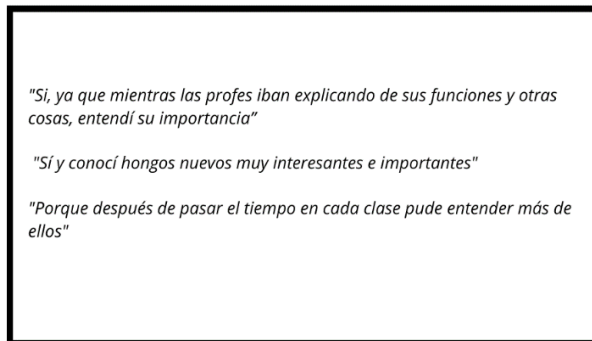 "Si, ya que mientras las profes iban explicando de sus funciones y otras
cosas, entendí su importancia”
"Sí y conocí hongos nuevos muy interesantes e importantes"
"Porque después de pasar el tiempo en cada clase pude entender más de
ellos"